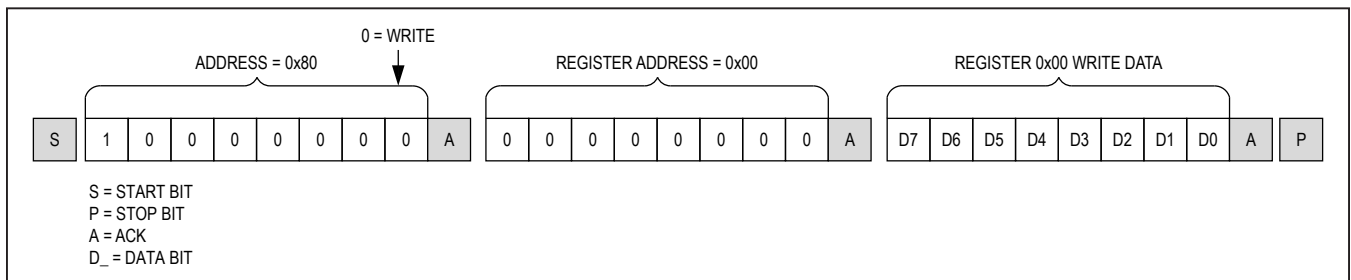 0 = WRITE
ADDRESS = 0x80 REGISTER ADDRESS = 0x00 REGISTER 0x00 WRITE DATA
S 1 0 0 0 0 0 0 0 A 0 0 0 0 0 0 0 0 A D7 D6 D5 D4 D3 D2 D1 D0 A P
S = START BIT
P = STOP BIT
A = ACK
D_ = DATA BIT